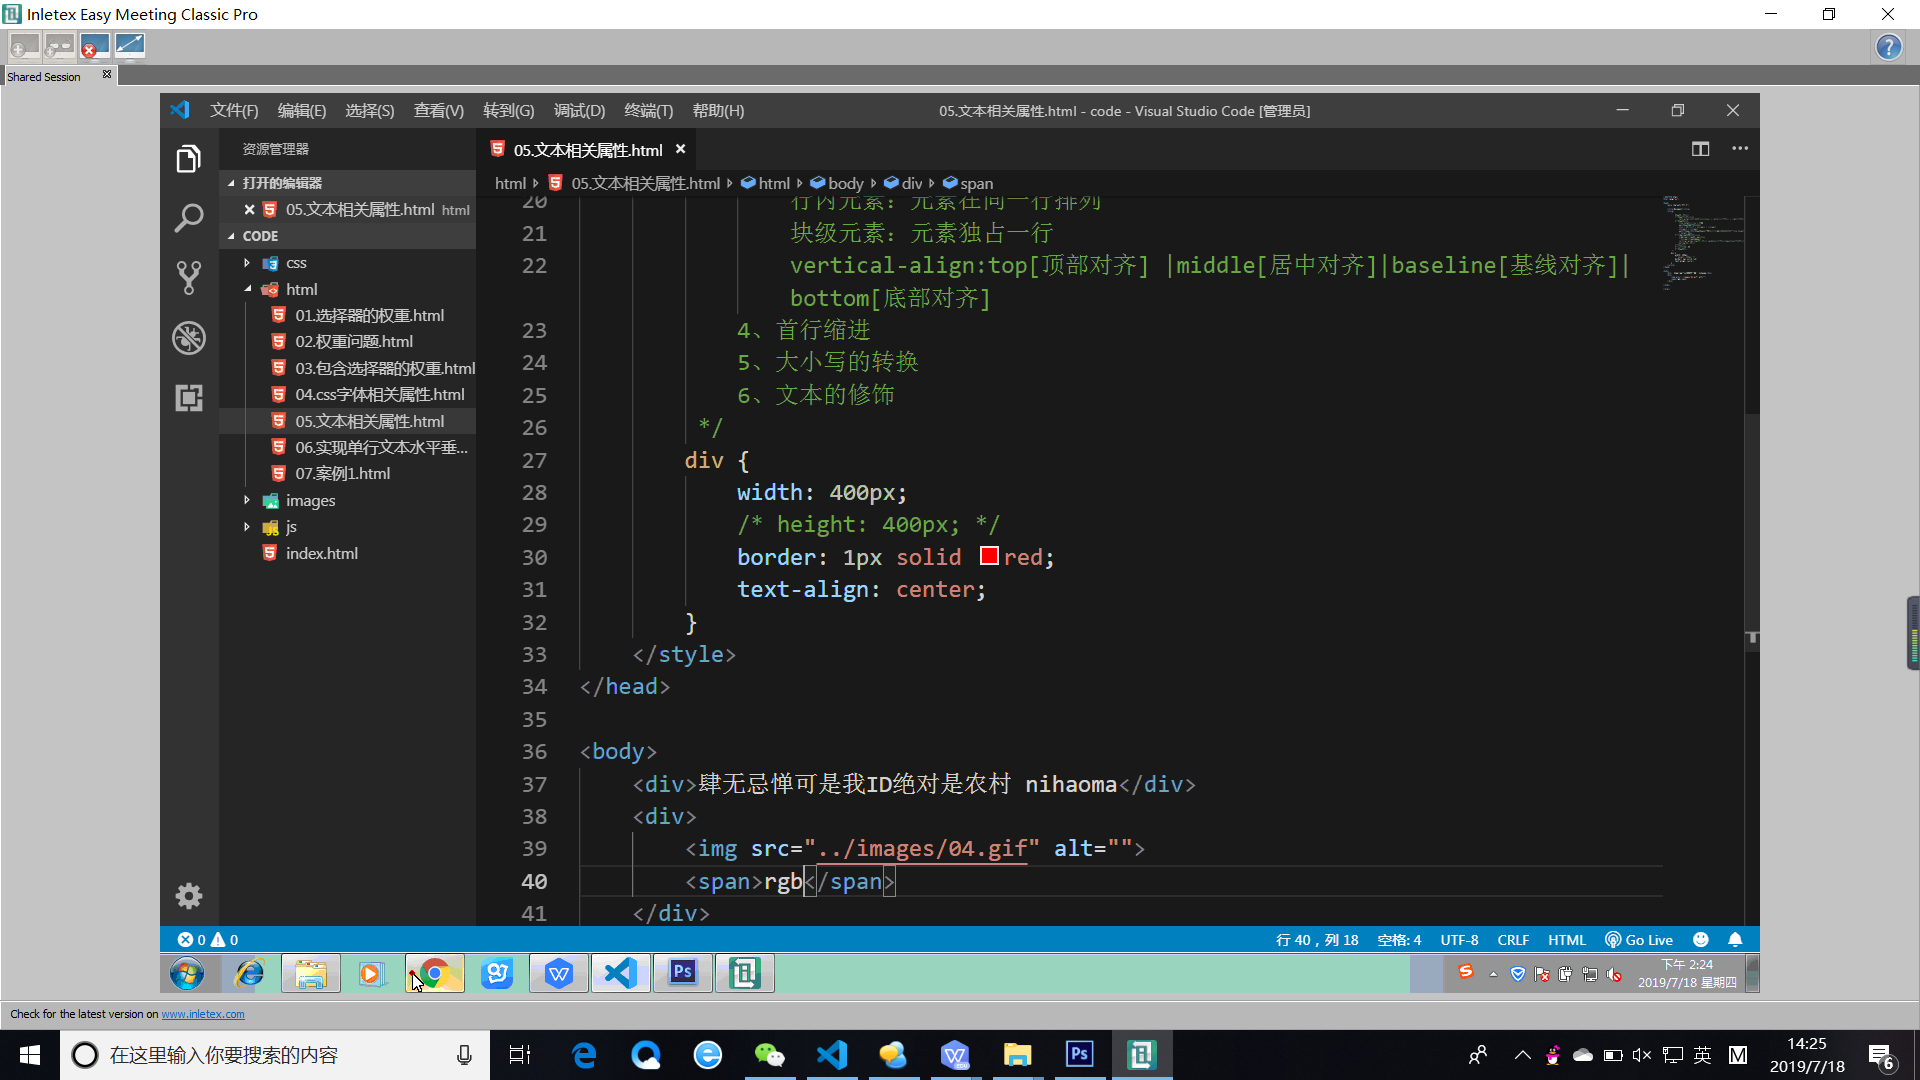 Inletex Easy Meeting Classic Pro
Shared Session
文件(F) 编辑(E) 选择(S) 查看(V) 转到(G) 调试(D) 终端(T) 帮助(H)
05.文本相关属性.html - code - Visual Studio Code [管理员]
资源管理器
05.文本相关属性.html
打开的编辑器
html 05.文本相关属性.html html body div span
05.文本相关属性.html html
CODE
css
html
01.选择器的权重.html
02.权重问题.html
03.包含选择器的权重.html
04.css字体相关属性.html
05.文本相关属性.html
06.实现单行文本水平垂...
07.案例1.html
images
js
index.html
20 行内元素：元素在同一行排列
21 块级元素：元素独占一行
22 vertical-align:top[顶部对齐] |middle[居中对齐]|baseline[基线对齐]|
bottom[底部对齐]
23 4、首行缩进
24 5、大小写的转换
25 6、文本的修饰
26 */
27 div {
28 width: 400px;
29 /* height: 400px; */
30 border: 1px solid red;
31 text-align: center;
32 }
33 </style>
34 </head>
35
36 <body>
37 <div>肆无忌惮可是我ID绝对是农村 nihaoma</div>
38 <div>
39 <img src="../images/04.gif" alt="">
40 <span>rgb</span>
41 </div>
0 0
行 40，列 18 空格: 4 UTF-8 CRLF HTML Go Live
下午 2:24
2019/7/18 星期四
Check for the latest version on www.inletex.com
在这里输入你要搜索的内容
英 M
14:25
2019/7/18
6